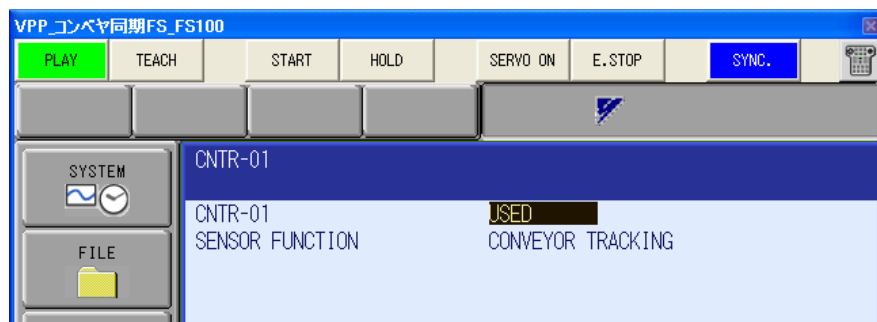 VPP_コンベヤ同期FS_FS100
PLAY TEACH START HOLD SERVO ON E.STOP SYNC.
SYSTEM
CNTR-01
CNTR-01 USED
SENSOR FUNCTION CONVEYOR TRACKING
FILE